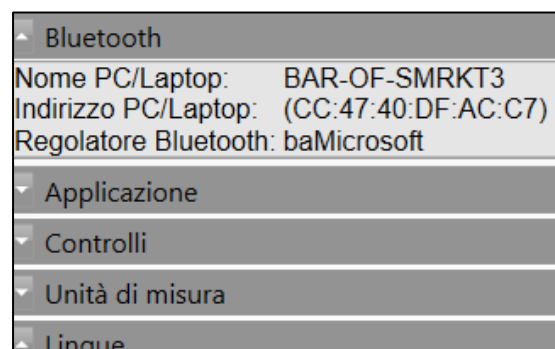 Bluetooth
Nome PC/Laptop: BAR-OF-SMRKT3
Indirizzo PC/Laptop: (CC:47:40:DF:AC:C7)
Regolatore Bluetooth: baMicrosoft
Applicazione
Controlli
Unità di misura
Lingue